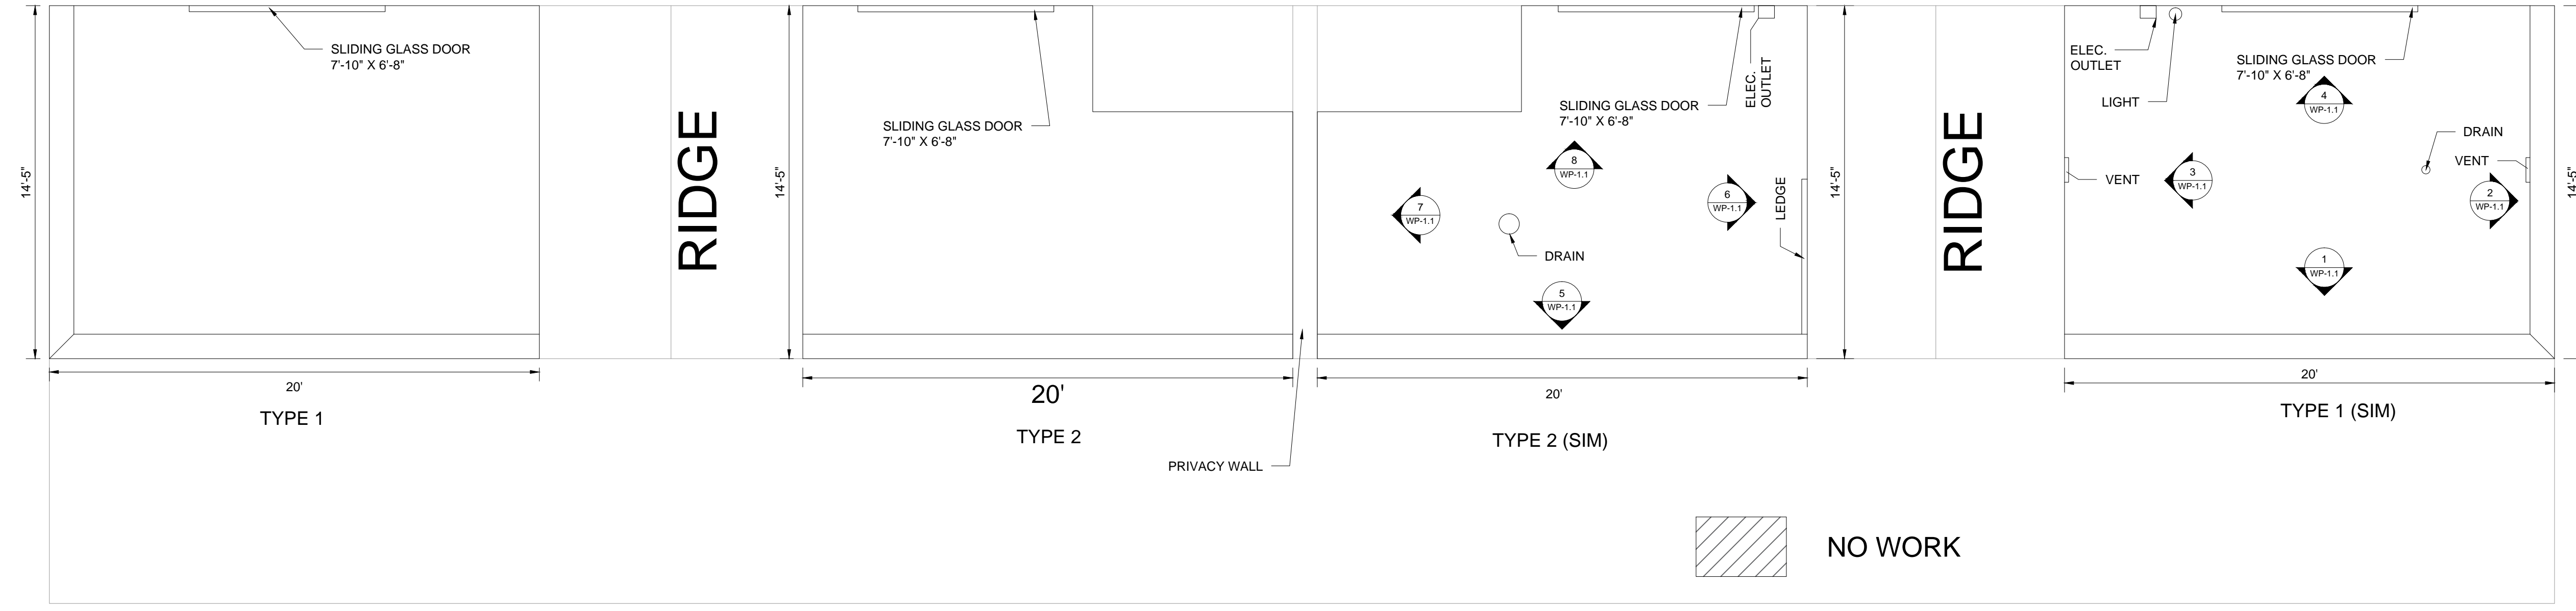 SLIDING GLASS DOOR
7'-10" X 6'-8"
14'-5"
20'
TYPE 1
RIDGE
14'-5"
SLIDING GLASS DOOR
7'-10" X 6'-8"
20'
TYPE 2
PRIVACY WALL
SLIDING GLASS DOOR
7'-10" X 6'-8"
ELEC.
OUTLET
8
WP-1.1
7
WP-1.1
6
WP-1.1
LEDGE
DRAIN
5
WP-1.1
14'-5"
20'
TYPE 2 (SIM)
RIDGE
ELEC.
OUTLET
LIGHT
SLIDING GLASS DOOR
7'-10" X 6'-8"
4
WP-1.1
DRAIN
VENT
VENT
3
WP-1.1
2
WP-1.1
1
WP-1.1
14'-5"
20'
TYPE 1 (SIM)
NO WORK